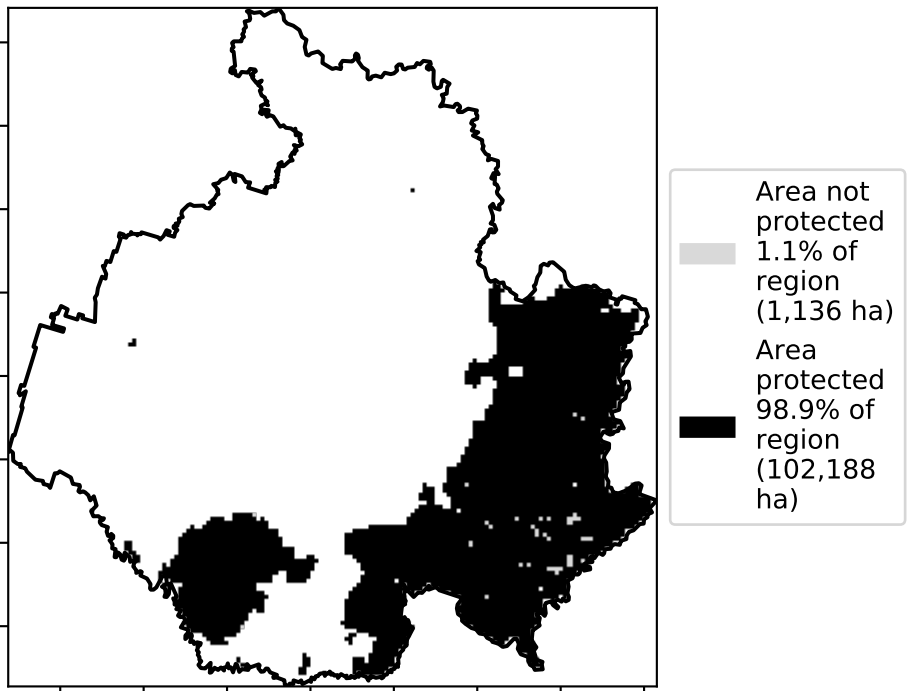 Area not
protected
1.1% of
region
(1,136 ha)
Area
protected
98.9% of
region
(102,188
ha)